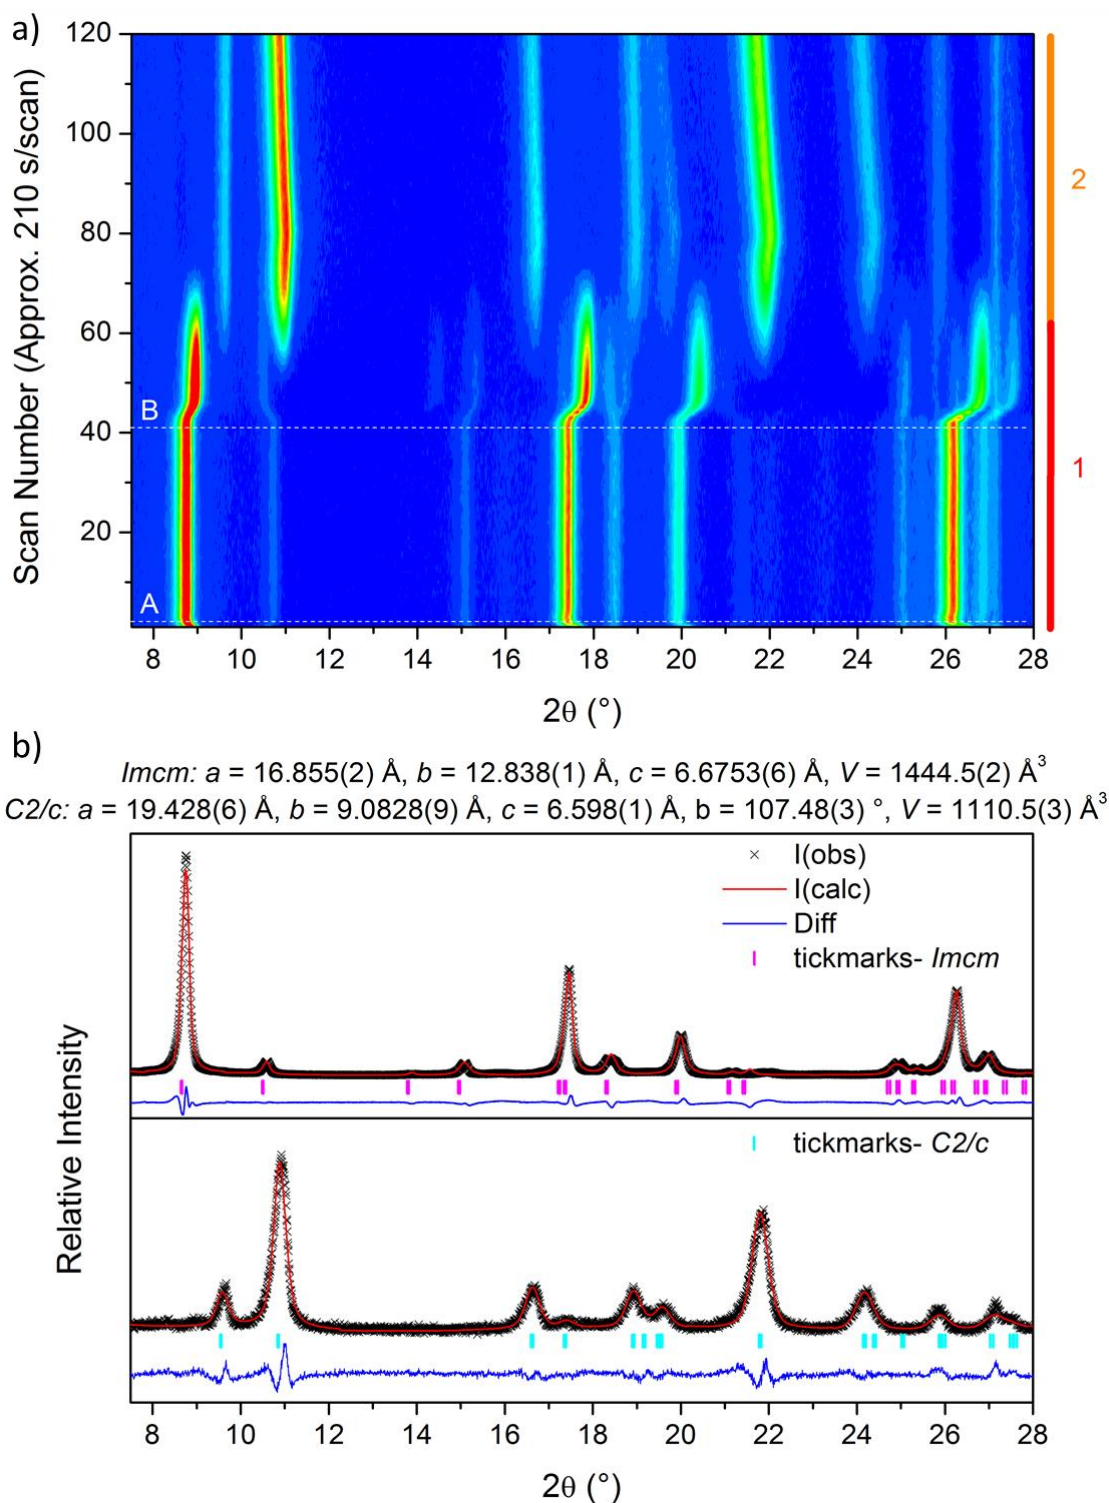 a)
120
100
80
60
40
20
Scan Number (Approx. 210 s/scan)
B
A
2
1
8 10 12 14 16 18 20 22 24 26 28
2θ (°)
b)
Imcm: a = 16.855(2) Å, b = 12.838(1) Å, c = 6.6753(6) Å, V = 1444.5(2) Å³
C2/c: a = 19.428(6) Å, b = 9.0828(9) Å, c = 6.598(1) Å, b = 107.48(3) °, V = 1110.5(3) Å³
I(obs)
I(calc)
Diff
tickmarks- Imcm
tickmarks- C2/c
Relative Intensity
8 10 12 14 16 18 20 22 24 26 28
2θ (°)